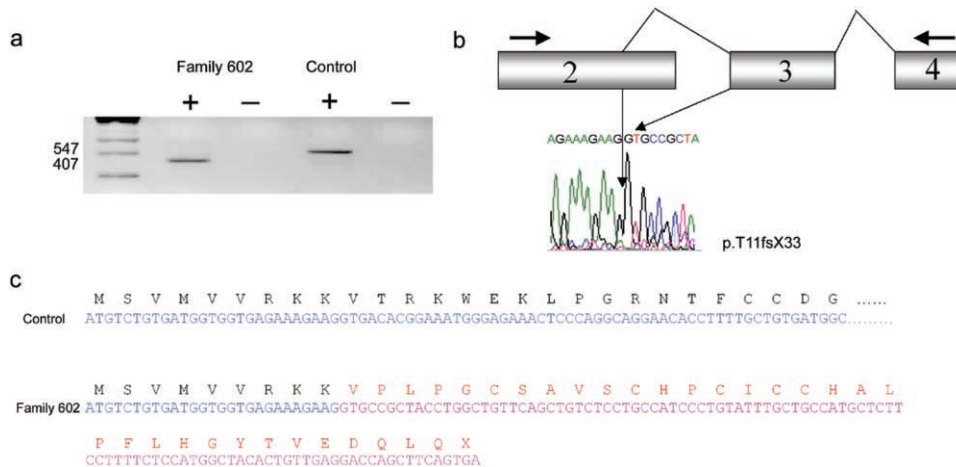 a
Family 602 Control
+ − + −
547
407
b
2 3 4
AGAAAGAAGGTGCCGCTA
p.T11fsX33
c
M S V M V V R K K V T R K W E K L P G R N T F C C D G ......
Control ATGTCTGTGATGGTGGTGAGAAAGAAGGTGACACGGAAATGGGAGAAACTCCCAGGCAGGAACACCTTTTGCTGTGATGGC.........
M S V M V V R K K V P L P G C S A V S C H P C I C C H A L
Family 602 ATGTCTGTGATGGTGGTGAGAAAGAAGGTGCCGCTACCTGGCTGTTCAGCTGTCTCCTGCCATCCCTGTATTTGCTGCCATGCTCTT
P F L H G Y T V E D Q L Q X
CCTTTTCTCCATGGCTACACTGTTGAGGACCAGCTTCAGTGA